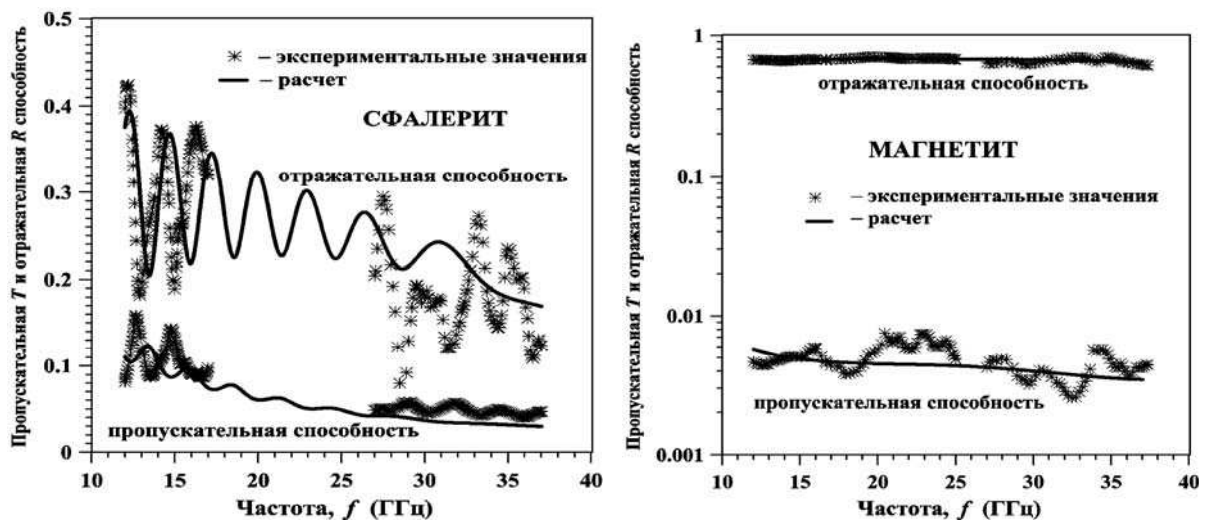 Пропускательная T и отражательная R способность
0.5
0.4
0.3
0.2
0.1
0
– экспериментальные значения
– расчет
СФАЛЕРИТ
отражательная способность
пропускательная способность
10 15 20 25 30 35 40
Частота, f (ГГц)
Пропускательная T и отражательная R способность
1
0.1
0.01
0.001
отражательная способность
МАГНЕТИТ
– экспериментальные значения
– расчет
пропускательная способность
10 15 20 25 30 35 40
Частота, f (ГГц)